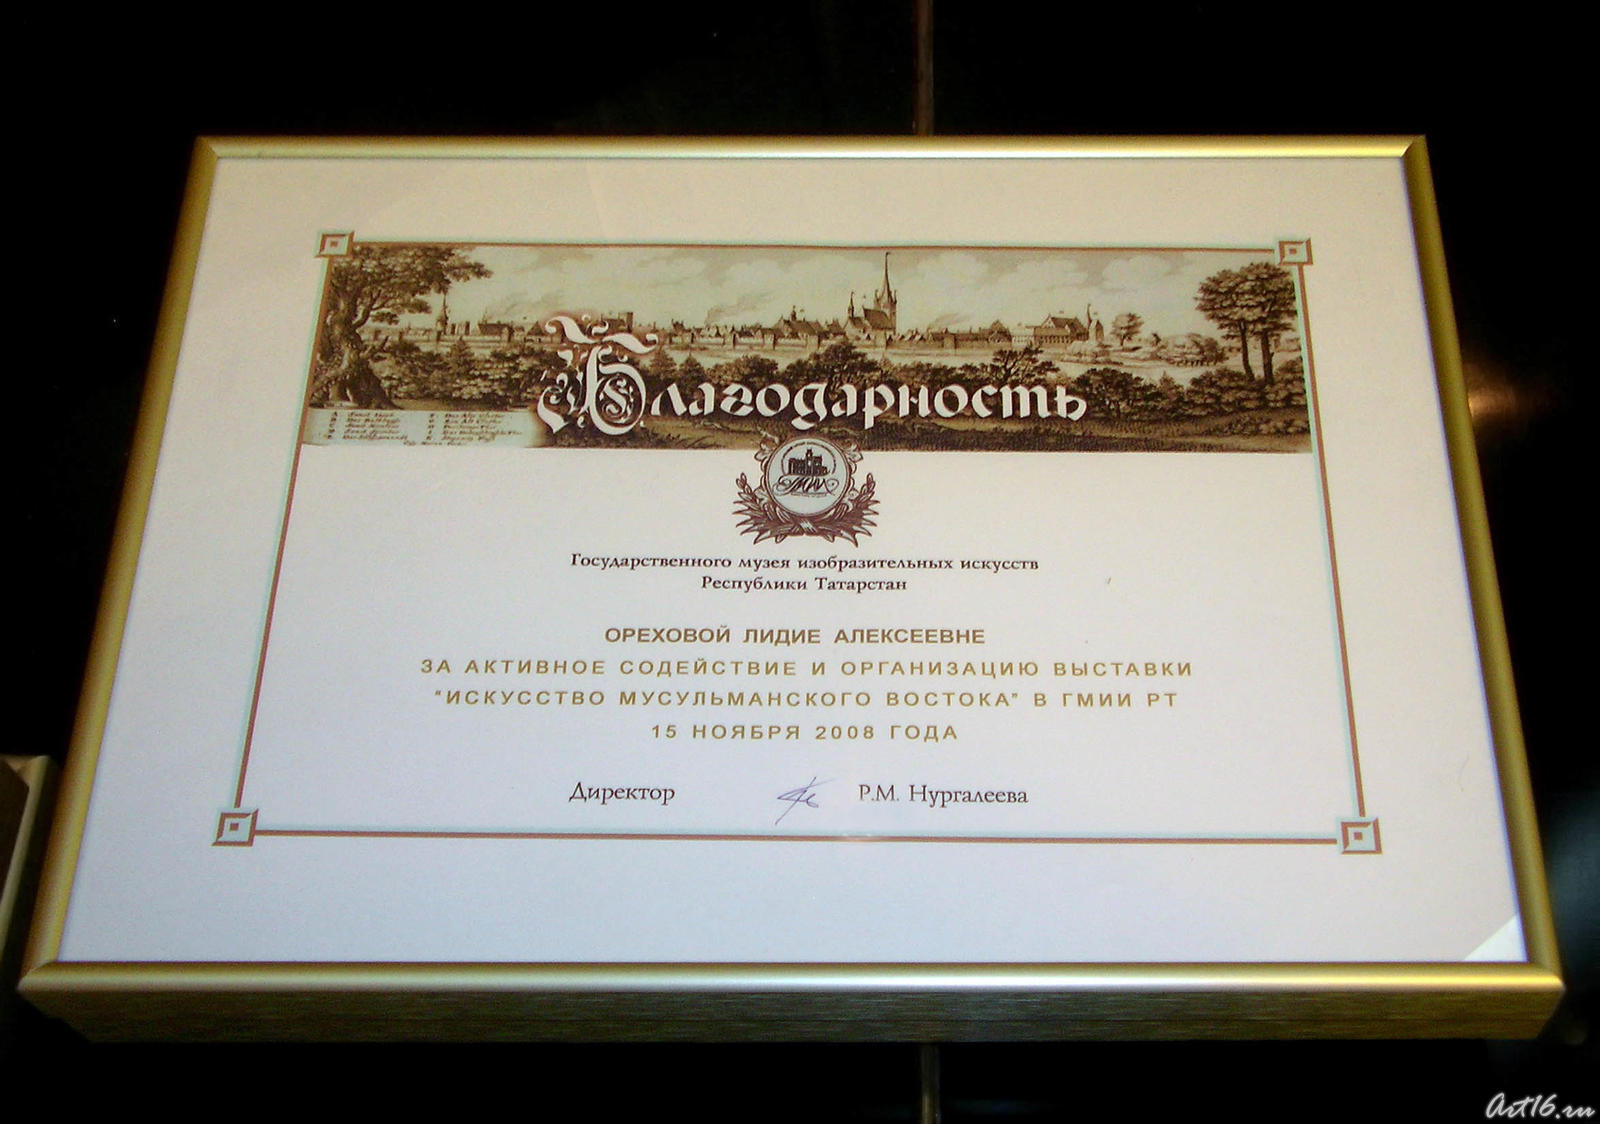 Благодарность
Государственного музея изобразительных искусств
Республики Татарстан
ОРЕХОВОЙ ЛИДИЕ АЛЕКСЕЕВНЕ
ЗА АКТИВНОЕ СОДЕЙСТВИЕ И ОРГАНИЗАЦИЮ ВЫСТАВКИ
"ИСКУССТВО МУСУЛЬМАНСКОГО ВОСТОКА" В ГМИИ РТ
15 НОЯБРЯ 2008 ГОДА
Директор Р.М. Нургалеева
Art16.ru